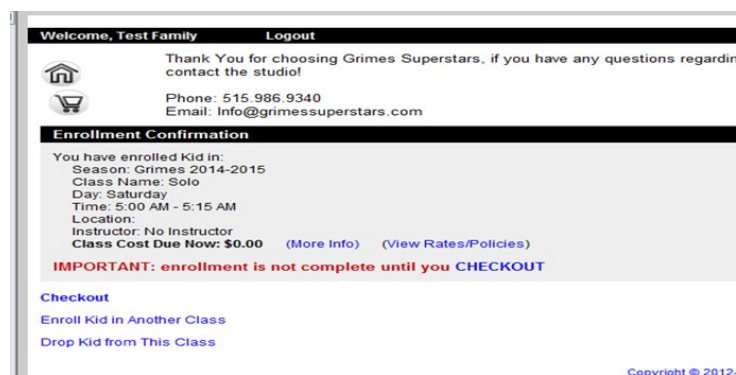 Welcome, Test Family Logout
Thank You for choosing Grimes Superstars, if you have any questions
contact the studio!
Phone: 515.986.9340
Email: Info@grimessuperstars.com
Enrollment Confirmation
You have enrolled Kid in:
Season: Grimes 2014-2015
Class Name: Solo
Day: Saturday
Time: 5:00 AM - 5:15 AM
Location:
Instructor: No Instructor
Class Cost Due Now: $0.00 (More Info) (View Rates/Policies)
IMPORTANT: enrollment is not complete until you CHECKOUT
Checkout
Enroll Kid in Another Class
Drop Kid from This Class
Copyright © 2012-